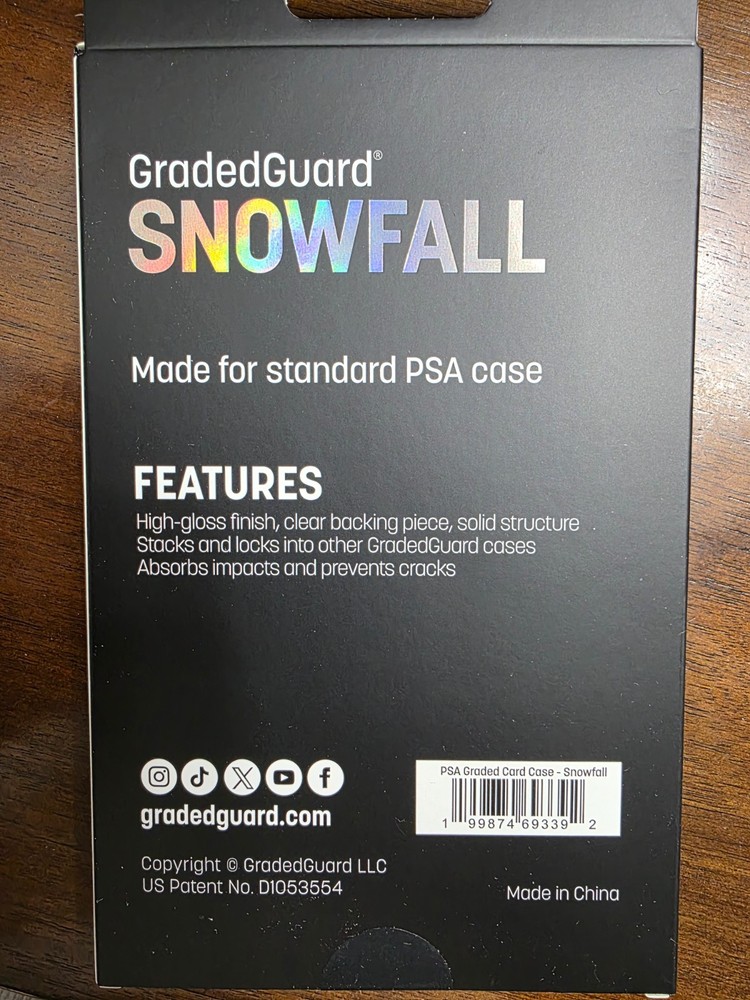 GradedGuard®
SNOWFALL
Made for standard PSA case
FEATURES
High-gloss finish, clear backing piece, solid structure
Stacks and locks into other GradedGuard cases
Absorbs impacts and prevents cracks
gradedguard.com
PSA Graded Card Case - Snowfall
1 99874 69339 2
Copyright © GradedGuard LLC
US Patent No. D1053554
Made in China